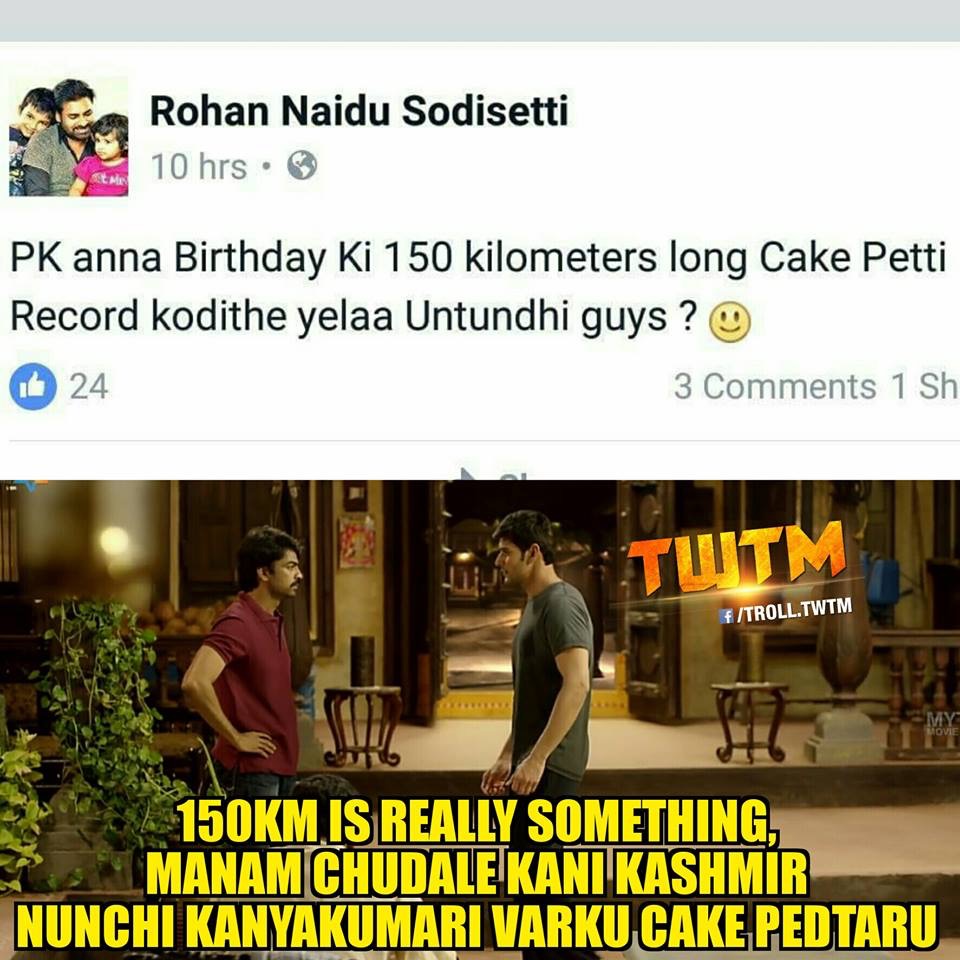 Rohan Naidu Sodisetti
10 hrs •
PK anna Birthday Ki 150 kilometers long Cake Petti
Record kodithe yelaa Untundhi guys ?
24
3 Comments 1 Sh
TWTM
f /TROLL.TWTM
MY
MOVIE
150KM IS REALLY SOMETHING,
MANAM CHUDALE KANI KASHMIR
NUNCHI KANYAKUMARI VARKU CAKE PEDTARU